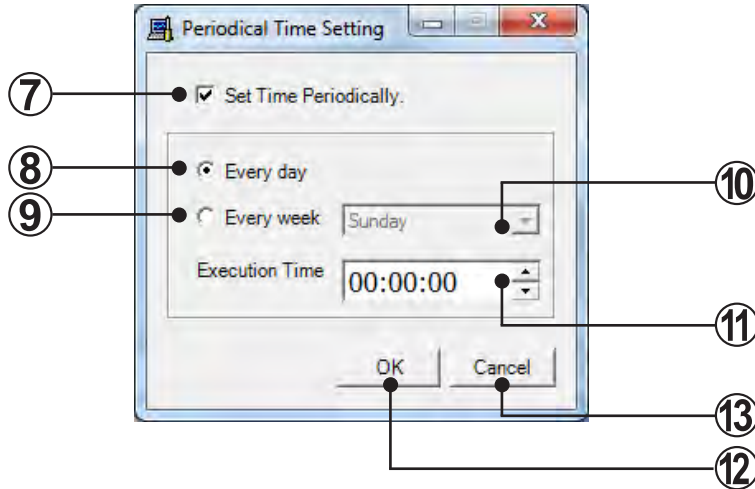 Periodical Time Setting
⑦ Set Time Periodically.
⑧ Every day
⑨ Every week Sunday ⑩
Execution Time 00:00:00 ⑪
OK Cancel
⑬
⑫